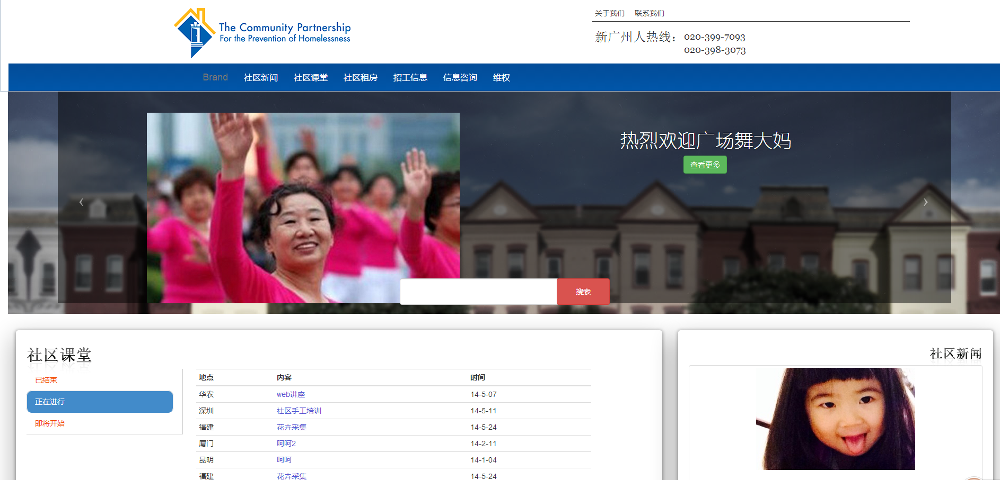 The Community Partnership
For the Prevention of Homelessness
关于我们 联系我们
新广州人热线： 020-399-7093
020-398-3073
Brand 社区新闻 社区课堂 社区租房 招工信息 信息咨询 维权
热烈欢迎广场舞大妈
查看更多
搜索
社区课堂
已结束
正在进行
即将开始
地点 内容 时间
华农 web讲座 14-5-07
深圳 社区手工培训 14-5-11
福建 花卉采集 14-5-24
厦门 呵呵2 14-2-11
昆明 呵呵 14-1-04
福建 花卉采集 14-5-24
社区新闻